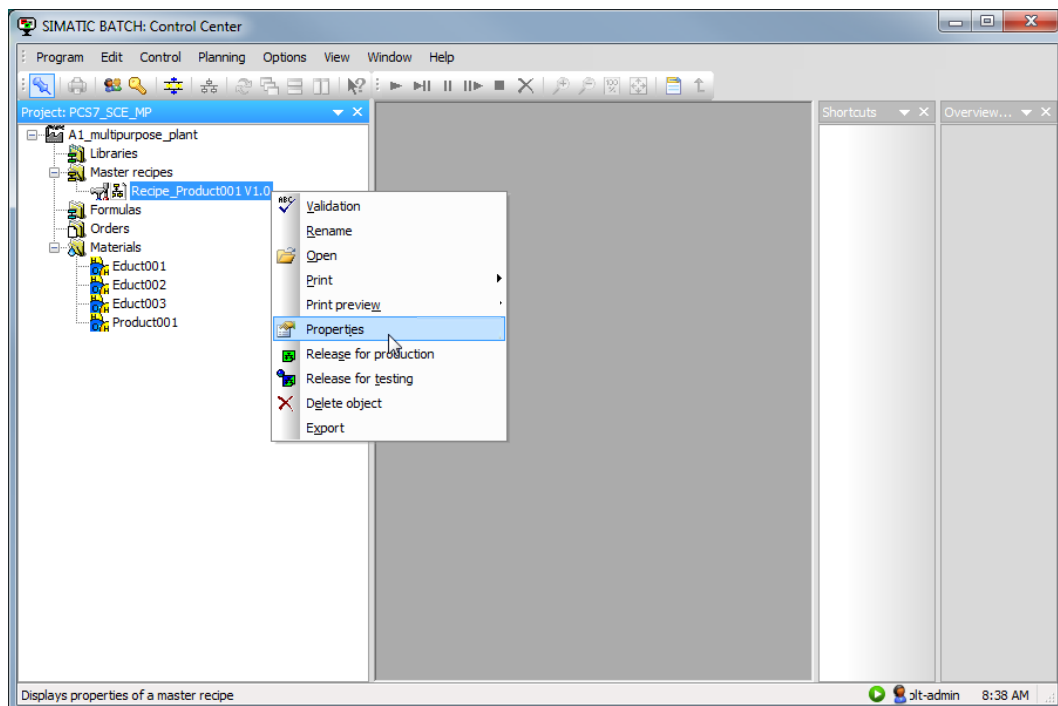 SIMATIC BATCH: Control Center
Program Edit Control Planning Options View Window Help
Project: PCS7_SCE_MP
Shortcuts
Overview...
A1_multipurpose_plant
Libraries
Master recipes
Recipe_Product001 V1.0
Formulas
Orders
Materials
Educt001
Educt002
Educt003
Product001
ABC
Validation
Rename
Open
Print
Print preview
Properties
Release for production
Release for testing
Delete object
Export
Displays properties of a master recipe
plt-admin 8:38 AM